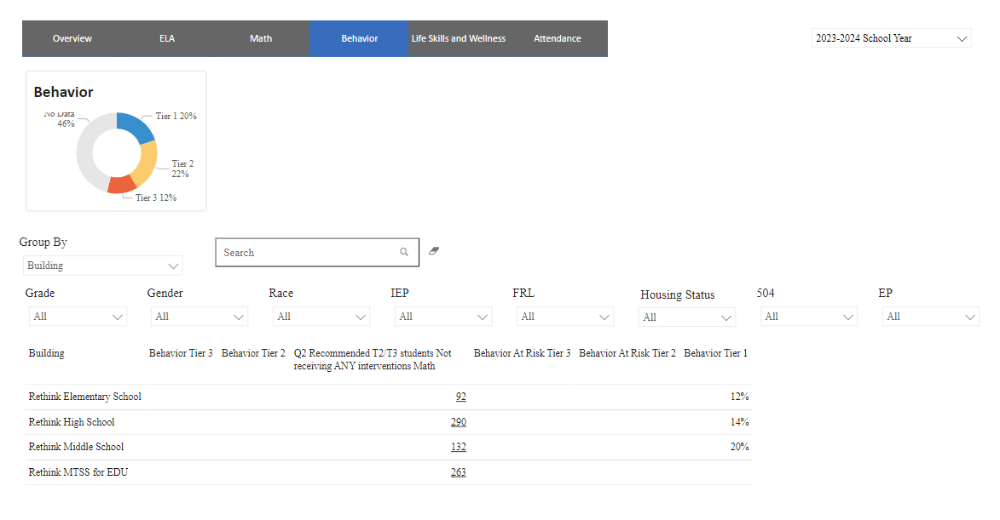 Overview ELA Math Behavior Life Skills and Wellness Attendance
2023-2024 School Year
Behavior
No Data
46%
Tier 1 20%
Tier 2
22%
Tier 3 12%
Group By
Building
Search
Grade Gender Race IEP FRL Housing Status 504 EP
All All All All All All All All
Building Behavior Tier 3 Behavior Tier 2 Q2 Recommended T2/T3 students Not Behavior At Risk Tier 3 Behavior At Risk Tier 2 Behavior Tier 1
receiving ANY interventions Math
Rethink Elementary School 92 12%
Rethink High School 290 14%
Rethink Middle School 132 20%
Rethink MTSS for EDU 263